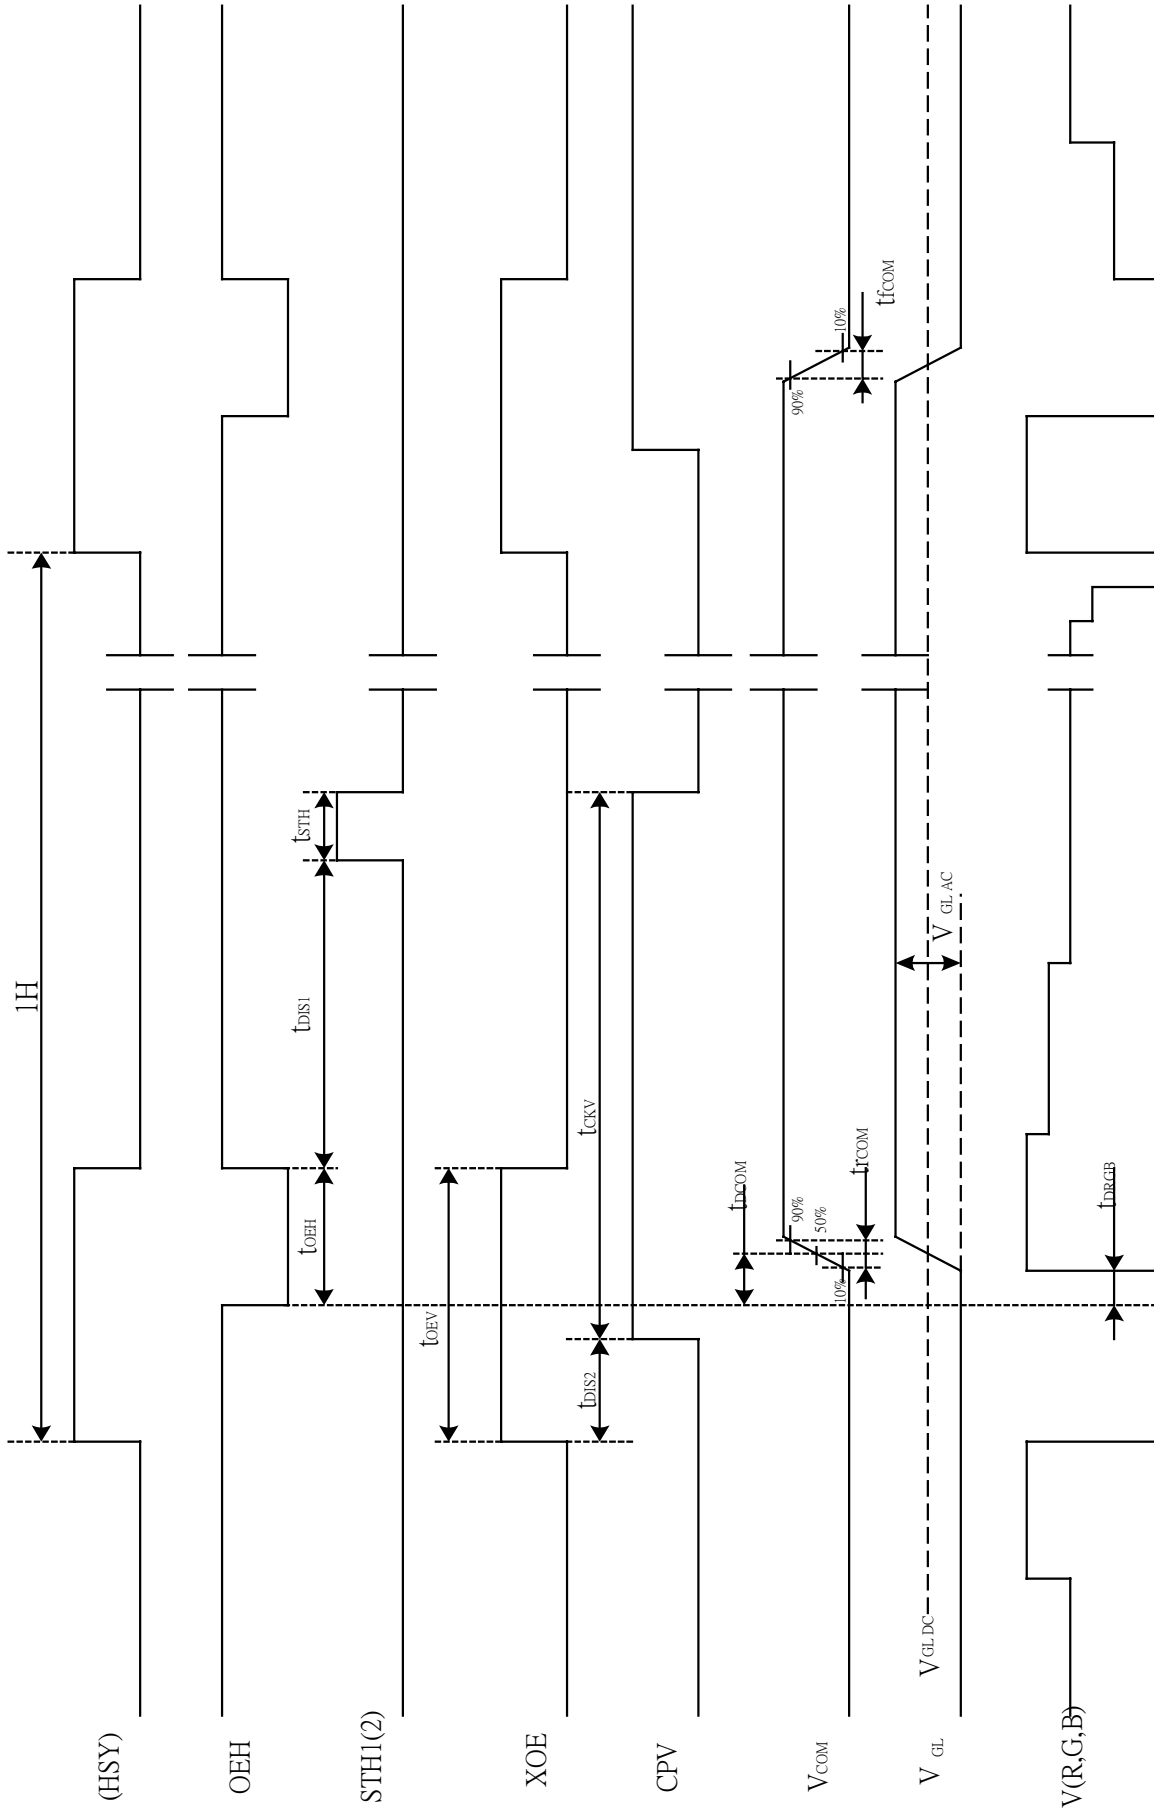 1H
(HSY)
OEH
tOEH
tDIS1
tSTH
STH1(2)
tOEV
XOE
tDIS2
tCKV
CPV
tDCOM
90%
50%
10%
trCOM
90%
10%
tfCOM
VCOM
VGL DC
V GL AC
V GL
tDRGB
V(R,G,B)